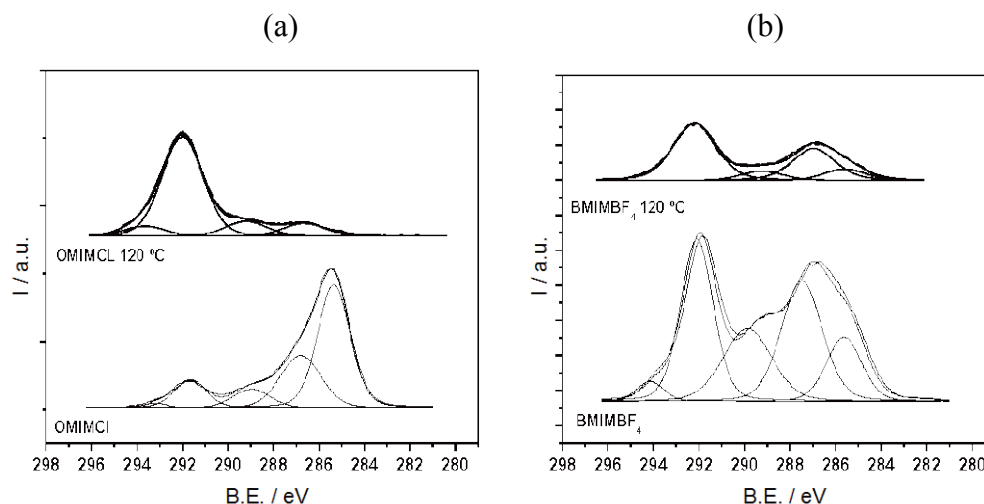 (a)
(b)
I / a.u.
OMIMCL 120 ºC
OMIMCl
298 296 294 292 290 288 286 284 282 280
B.E. / eV
BMIMBF₄ 120 ºC
BMIMBF₄
298 296 294 292 290 288 286 284 282 280
B.E. / eV